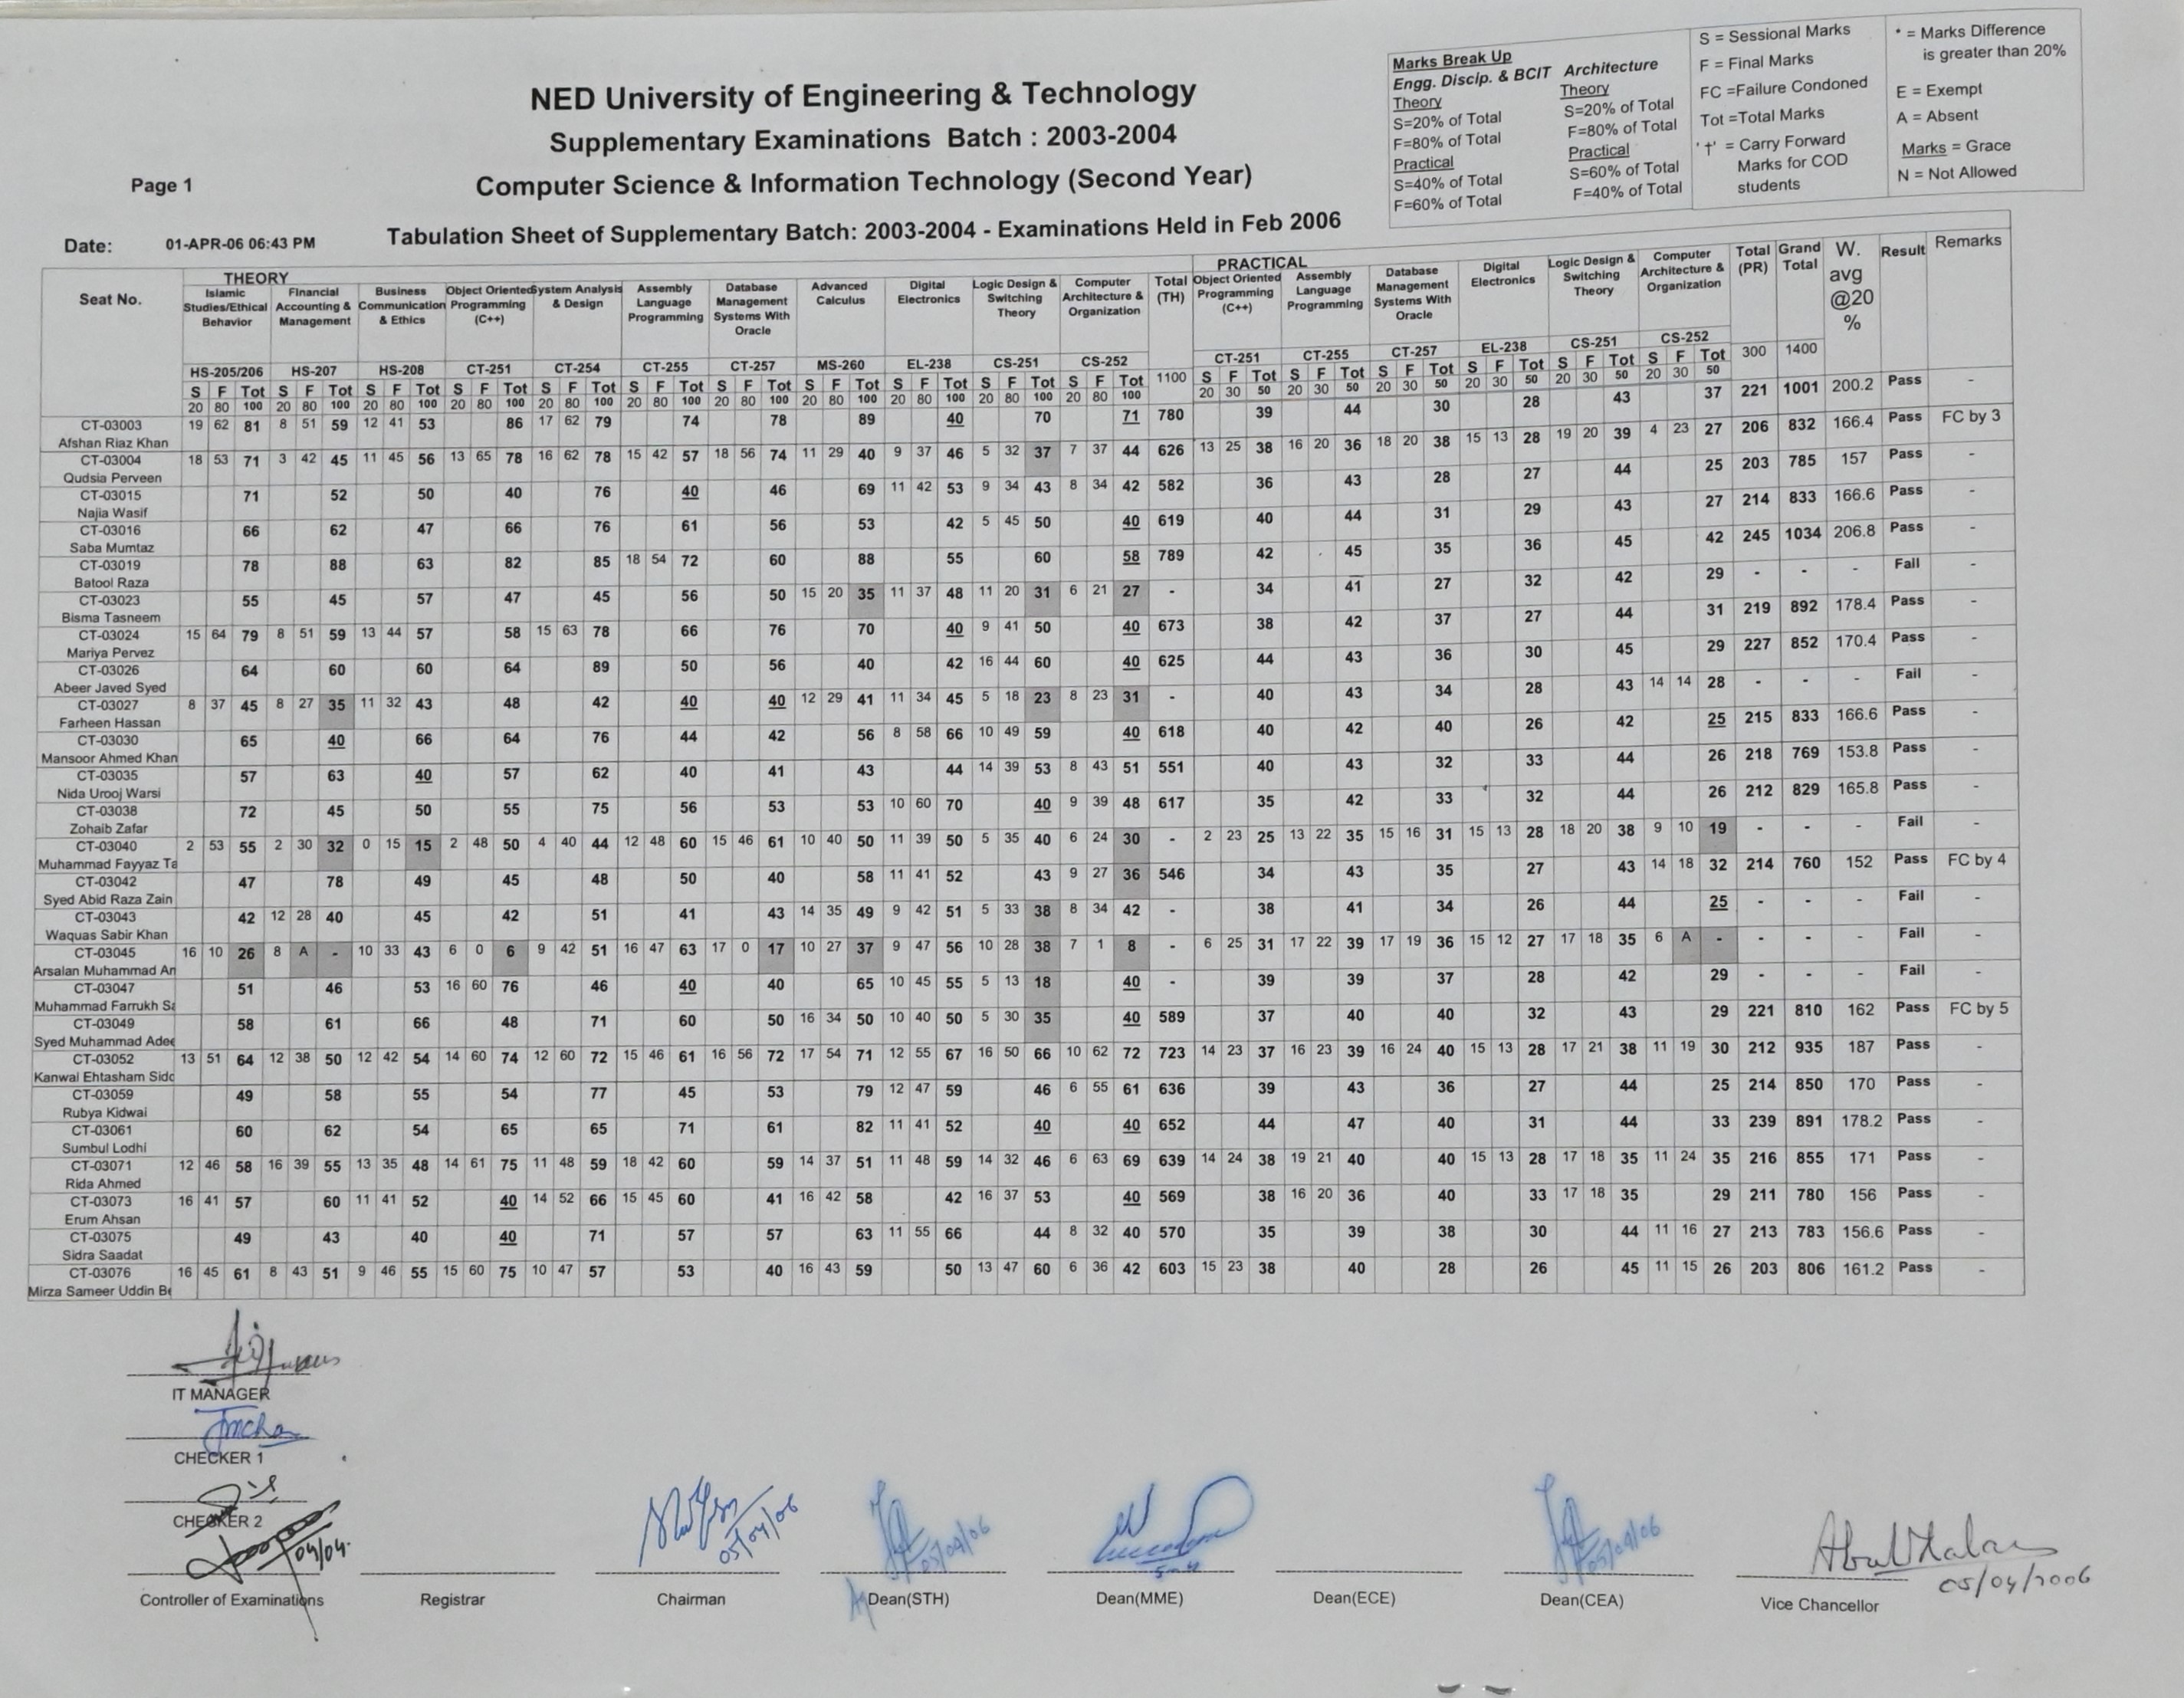 NED University of Engineering & Technology
Supplementary Examinations Batch : 2003-2004
Computer Science & Information Technology (Second Year)
Tabulation Sheet of Supplementary Batch: 2003-2004 - Examinations Held in Feb 2006
Page 1
Date: 01-APR-06 06:43 PM
Marks Break Up
Engg. Discip. & BCIT Architecture
Theory Theory
S=20% of Total S=20% of Total
F=80% of Total F=80% of Total
Practical Practical
S=40% of Total S=60% of Total
F=60% of Total F=40% of Total
S = Sessional Marks
F = Final Marks
FC =Failure Condoned
Tot =Total Marks
'†' = Carry Forward
Marks for COD
students
* = Marks Difference
is greater than 20%
E = Exempt
A = Absent
Marks = Grace
N = Not Allowed
THEORY PRACTICAL
Seat No. Islamic Studies/Ethical Behavior Financial Accounting & Management Business Communication & Ethics Object Oriented Programming (C++) System Analysis & Design Assembly Language Programming Database Management Systems With Oracle Advanced Calculus Digital Electronics Logic Design & Switching Theory Computer Architecture & Organization Total (TH) Object Oriented Programming (C++) Assembly Language Programming Database Management Systems With Oracle Digital Electronics Logic Design & Switching Theory Computer Architecture & Organization Total (PR) Grand Total W. avg @20 % Result Remarks
HS-205/206 HS-207 HS-208 CT-251 CT-254 CT-255 CT-257 MS-260 EL-238 CS-251 CS-252 CT-251 CT-255 CT-257 EL-238 CS-251 CS-252
S F Tot S F Tot S F Tot S F Tot S F Tot S F Tot S F Tot S F Tot S F Tot S F Tot S F Tot 1100 S F Tot S F Tot S F Tot S F Tot S F Tot S F Tot 300 1400
20 80 100 20 80 100 20 80 100 20 80 100 20 80 100 20 80 100 20 80 100 20 80 100 20 80 100 20 80 100 20 80 100 20 30 50 20 30 50 20 30 50 20 30 50 20 30 50 20 30 50
CT-03003 19 62 81 8 51 59 12 41 53 86 17 62 79 74 78 89 40 70 71 780 39 44 30 28 43 37 221 1001 200.2 Pass -
Afshan Riaz Khan
CT-03004 18 53 71 3 42 45 11 45 56 13 65 78 16 62 78 15 42 57 18 56 74 11 29 40 9 37 46 5 32 37 7 37 44 626 13 25 38 16 20 36 18 20 38 15 13 28 19 20 39 4 23 27 206 832 166.4 Pass FC by 3
Qudsia Perveen
CT-03015 71 52 50 40 76 40 46 69 11 42 53 9 34 43 8 34 42 582 36 43 28 27 44 25 203 785 157 Pass -
Najia Wasif
CT-03016 66 62 47 66 76 61 56 53 42 5 45 50 40 619 40 44 31 29 43 27 214 833 166.6 Pass -
Saba Mumtaz
CT-03019 78 88 63 82 85 18 54 72 60 88 55 60 58 789 42 45 35 36 45 42 245 1034 206.8 Pass -
Batool Raza
CT-03023 55 45 57 47 45 56 50 15 20 35 11 37 48 11 20 31 6 21 27 - 34 41 27 32 42 29 - - - Fail -
Bisma Tasneem
CT-03024 15 64 79 8 51 59 13 44 57 58 15 63 78 66 76 70 40 9 41 50 40 673 38 42 37 27 44 31 219 892 178.4 Pass -
Mariya Pervez
CT-03026 64 60 60 64 89 50 56 40 42 16 44 60 40 625 44 43 36 30 45 29 227 852 170.4 Pass -
Abeer Javed Syed
CT-03027 8 37 45 8 27 35 11 32 43 48 42 40 40 12 29 41 11 34 45 5 18 23 8 23 31 - 40 43 34 28 43 14 14 28 - - - Fail -
Farheen Hassan
CT-03030 65 40 66 64 76 44 42 56 8 58 66 10 49 59 40 618 40 42 40 26 42 25 215 833 166.6 Pass -
Mansoor Ahmed Khan
CT-03035 57 63 40 57 62 40 41 43 44 14 39 53 8 43 51 551 40 43 32 33 44 26 218 769 153.8 Pass -
Nida Urooj Warsi
CT-03038 72 45 50 55 75 56 53 53 10 60 70 40 9 39 48 617 35 42 33 32 44 26 212 829 165.8 Pass -
Zohaib Zafar
CT-03040 2 53 55 2 30 32 0 15 15 2 48 50 4 40 44 12 48 60 15 46 61 10 40 50 11 39 50 5 35 40 6 24 30 - 2 23 25 13 22 35 15 16 31 15 13 28 18 20 38 9 10 19 - - - Fail -
Muhammad Fayyaz Ta
CT-03042 47 78 49 45 48 50 40 58 11 41 52 43 9 27 36 546 34 43 35 27 43 14 18 32 214 760 152 Pass FC by 4
Syed Abid Raza Zain
CT-03043 42 12 28 40 45 42 51 41 43 14 35 49 9 42 51 5 33 38 8 34 42 - 38 41 34 26 44 25 - - - Fail -
Waquas Sabir Khan
CT-03045 16 10 26 8 A - 10 33 43 6 0 6 9 42 51 16 47 63 17 0 17 10 27 37 9 47 56 10 28 38 7 1 8 - 6 25 31 17 22 39 17 19 36 15 12 27 17 18 35 6 A - - - - Fail -
Arsalan Muhammad An
CT-03047 51 46 53 16 60 76 46 40 40 65 10 45 55 5 13 18 40 - 39 39 37 28 42 29 - - - Fail -
Muhammad Farrukh Sa
CT-03049 58 61 66 48 71 60 50 16 34 50 10 40 50 5 30 35 40 589 37 40 40 32 43 29 221 810 162 Pass FC by 5
Syed Muhammad Adee
CT-03052 13 51 64 12 38 50 12 42 54 14 60 74 12 60 72 15 46 61 16 56 72 17 54 71 12 55 67 16 50 66 10 62 72 723 14 23 37 16 23 39 16 24 40 15 13 28 17 21 38 11 19 30 212 935 187 Pass -
Kanwal Ehtasham Sidd
CT-03059 49 58 55 54 77 45 53 79 12 47 59 46 6 55 61 636 39 43 36 27 44 25 214 850 170 Pass -
Rubya Kidwai
CT-03061 60 62 54 65 65 71 61 82 11 41 52 40 40 652 44 47 40 31 44 33 239 891 178.2 Pass -
Sumbul Lodhi
CT-03071 12 46 58 16 39 55 13 35 48 14 61 75 11 48 59 18 42 60 59 14 37 51 11 48 59 14 32 46 6 63 69 639 14 24 38 19 21 40 40 15 13 28 17 18 35 11 24 35 216 855 171 Pass -
Rida Ahmed
CT-03073 16 41 57 60 11 41 52 40 14 52 66 15 45 60 41 16 42 58 42 16 37 53 40 569 38 16 20 36 40 33 17 18 35 29 211 780 156 Pass -
Erum Ahsan
CT-03075 49 43 40 40 71 57 57 63 11 55 66 44 8 32 40 570 35 39 38 30 44 11 16 27 213 783 156.6 Pass -
Sidra Saadat
CT-03076 16 45 61 8 43 51 9 46 55 15 60 75 10 47 57 53 40 16 43 59 50 13 47 60 6 36 42 603 15 23 38 40 28 26 45 11 15 26 203 806 161.2 Pass -
Mirza Sameer Uddin Be
IT MANAGER
CHECKER 1
CHECKER 2
04/04
05/04/06 05/04/06 05/04/06 05/04/2006
Controller of Examinations Registrar Chairman Dean(STH) Dean(MME) Dean(ECE) Dean(CEA) Vice Chancellor